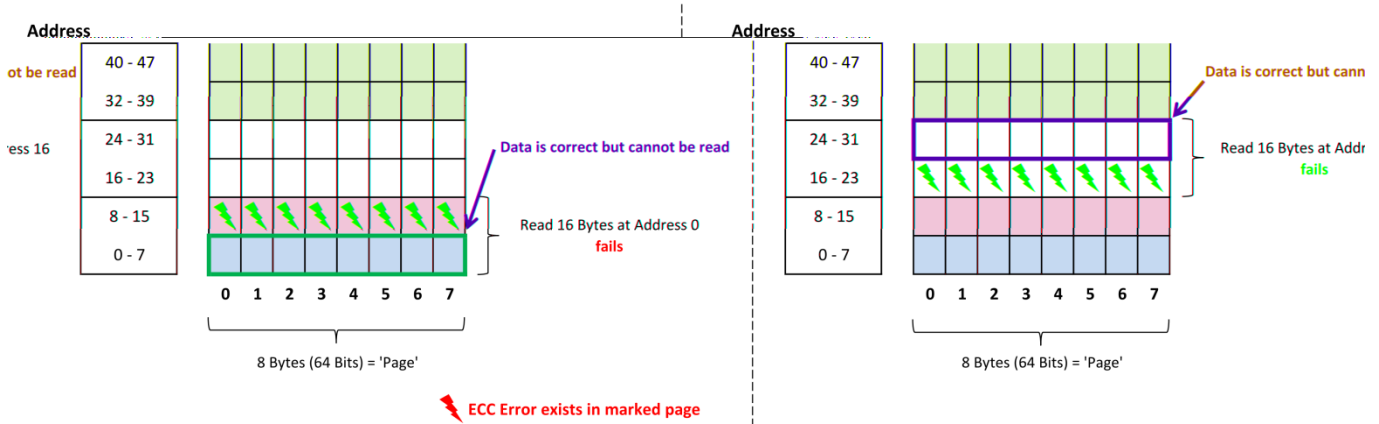 Address
ot be read
ress 16
40 - 47
32 - 39
24 - 31
16 - 23
8 - 15
0 - 7
Data is correct but cannot be read
Read 16 Bytes at Address 0
fails
0 1 2 3 4 5 6 7
8 Bytes (64 Bits) = 'Page'
ECC Error exists in marked page
Address
40 - 47
32 - 39
24 - 31
16 - 23
8 - 15
0 - 7
Data is correct but cann
Read 16 Bytes at Addr
fails
0 1 2 3 4 5 6 7
8 Bytes (64 Bits) = 'Page'